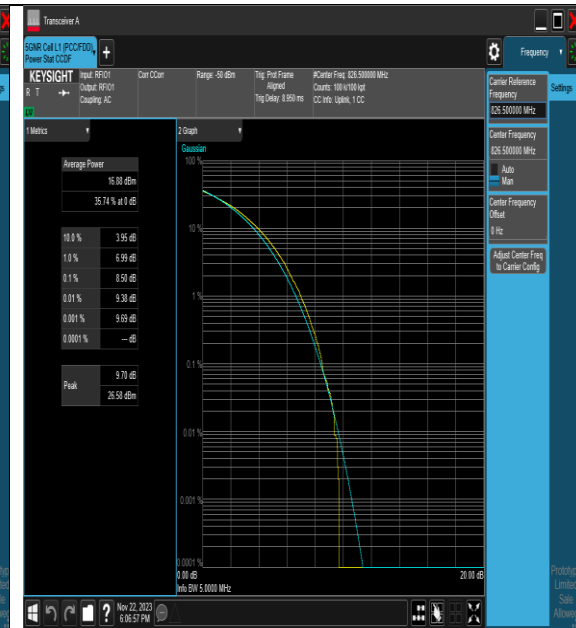 Transceiver A
5GNR Cell L1 (PCC/FDD)
Power Stat CCDF
Frequency
KEYSIGHT
R T
Input: RFIO1
Output: RFIO1
Coupling: AC
Corr CCorr
Range: -50 dBm
Trig: Prot Frame
Aligned
Trig Delay: 8.950 ms
#Center Freq: 826.500000 MHz
Counts: 100 k/100 kpt
CC Info: Uplink, 1 CC
1 Metrics
2 Graph
Average Power
16.88 dBm
35.74 % at 0 dB
10.0 % 3.95 dB
1.0 % 6.99 dB
0.1 % 8.50 dB
0.01 % 9.38 dB
0.001 % 9.69 dB
0.0001 % --- dB
Peak
9.70 dB
26.58 dBm
Gaussian
100 %
10 %
1 %
0.1 %
0.01 %
0.001 %
0.0001 %
0.00 dB
20.00 dB
Info BW 5.0000 MHz
Carrier Reference
Frequency
826.500000 MHz
Center Frequency
826.500000 MHz
Auto
Man
Center Frequency
Offset
0 Hz
Adjust Center Freq
to Carrier Config
Settings
Nov 22, 2023
6:06:57 PM